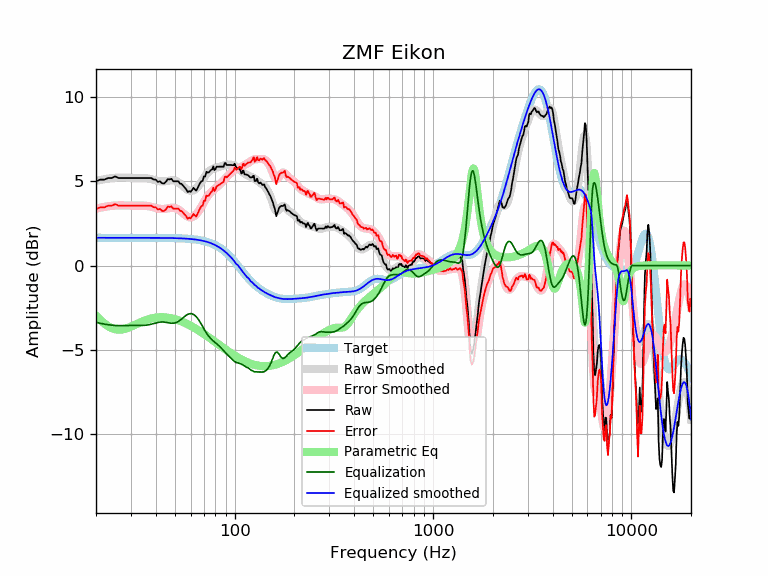 ZMF Eikon
Amplitude (dBr)
10
5
0
−5
−10
100
1000
10000
Frequency (Hz)
Target
Raw Smoothed
Error Smoothed
Raw
Error
Parametric Eq
Equalization
Equalized smoothed